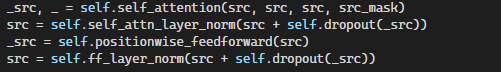 _src, _ = self.self_attention(src, src, src, src_mask)
src = self.self_attn_layer_norm(src + self.dropout(_src))
_src = self.positionwise_feedforward(src)
src = self.ff_layer_norm(src + self.dropout(_src))